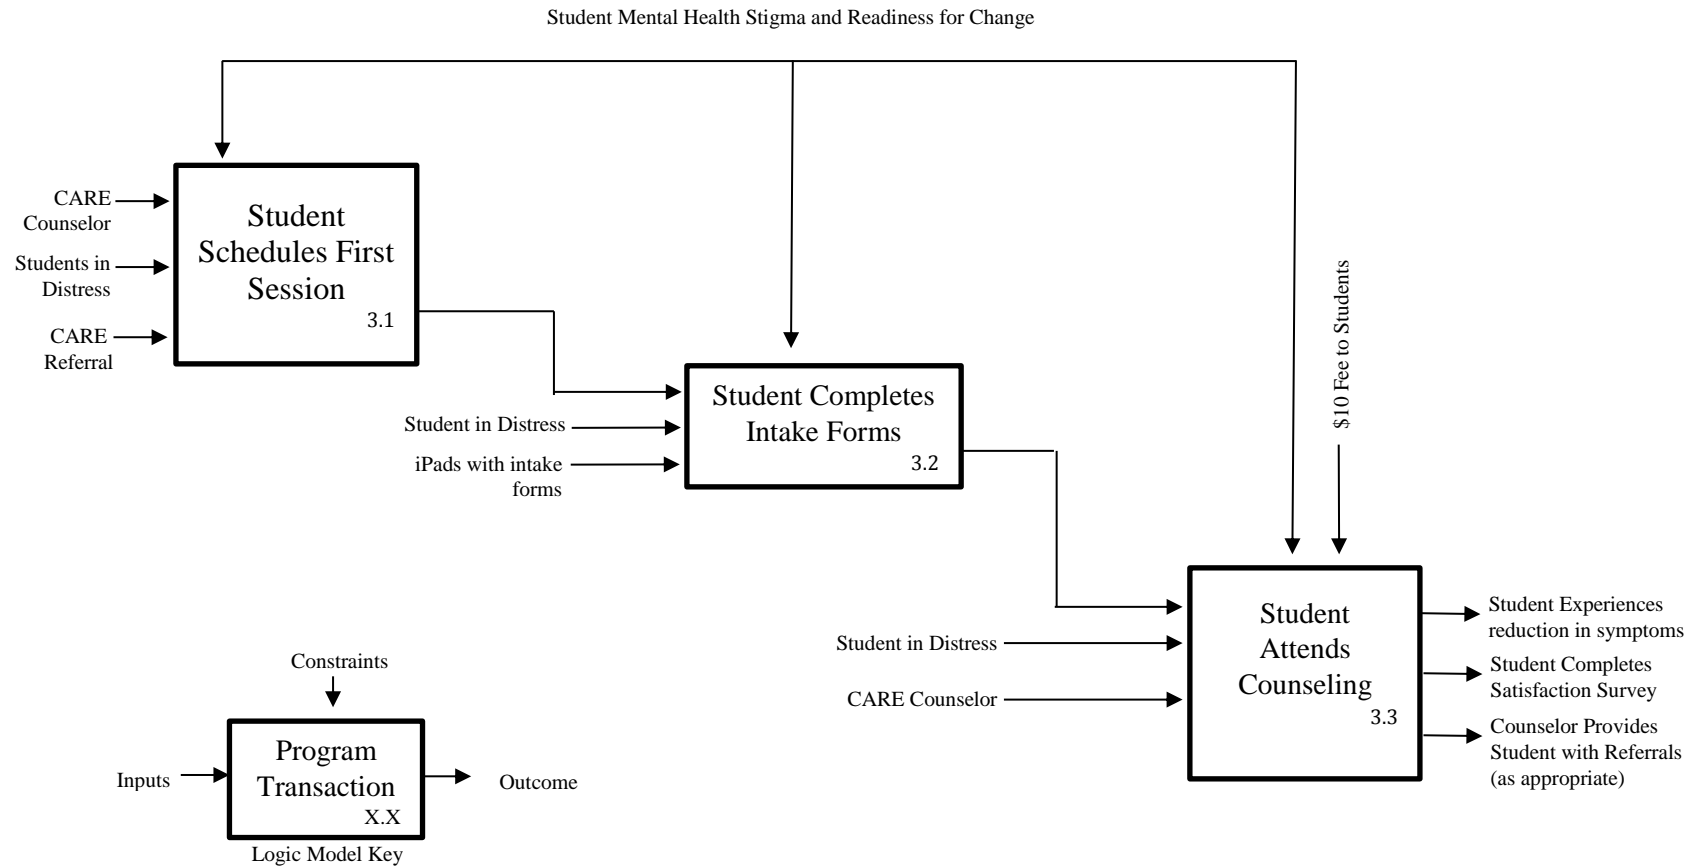 Student Mental Health Stigma and Readiness for Change
CARE
Counselor
Students in
Distress
CARE
Referral
Student
Schedules First
Session
3.1
Student in Distress
iPads with intake
forms
Student Completes
Intake Forms
3.2
$10 Fee to Students
Student in Distress
CARE Counselor
Student
Attends
Counseling
3.3
Student Experiences
reduction in symptoms
Student Completes
Satisfaction Survey
Counselor Provides
Student with Referrals
(as appropriate)
Constraints
Inputs
Program
Transaction
X.X
Outcome
Logic Model Key